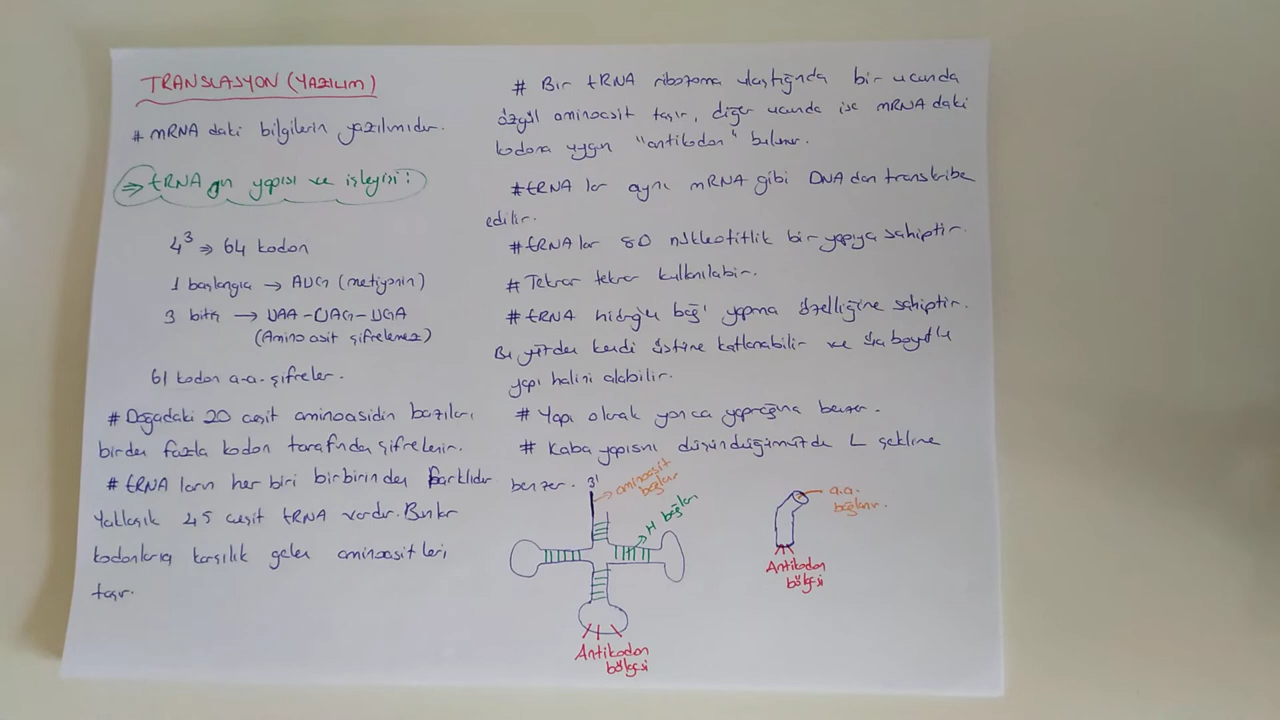 TRANSLASYON (YAZILIM)
# mRNA daki bilgilerin yazılımıdır.
⇒ tRNA nın yapısı ve işleyişi:
4³ ⇒ 64 kodon
1 başlangıç → AUG (metiyonin)
3 bitiş → UAA - UAG - UGA
(Amino asit şifrelemez)
61 kodon a.a. şifreler.
# Doğadaki 20 çeşit aminoasidin bazıları,
birden fazla kodon tarafından şifrelenir.
# tRNA ların her biri birbirinden farklıdır
Yaklaşık 45 çeşit tRNA vardır. Bunlar
kodonlara karşılık gelen aminoasitleri
taşır.
# Bir tRNA ribozoma ulaştığında bir ucunda
özgül aminoasit taşır, diğer ucunda ise mRNA daki
kodona uygun "antikodon" bulunur.
# tRNA lar aynı mRNA gibi DNA dan transkribe
edilir.
# tRNA lar 80 nükleotitlik bir yapıya sahiptir.
# Tekrar tekrar kullanılabilir.
# tRNA hidrojen bağı yapma özelliğine sahiptir.
Bu yüzden kendi üstüne katlanabilir ve üç boyutlu
yapı halini alabilir.
# Yapı olarak yonca yaprağına benzer.
# Kaba yapısını düşündüğümüzde L şekline
benzer.
3'
aminoasit
bağlanır
H bağları
Antikodon
bölgesi
a.a.
bağlanır.
Antikodon
bölgesi